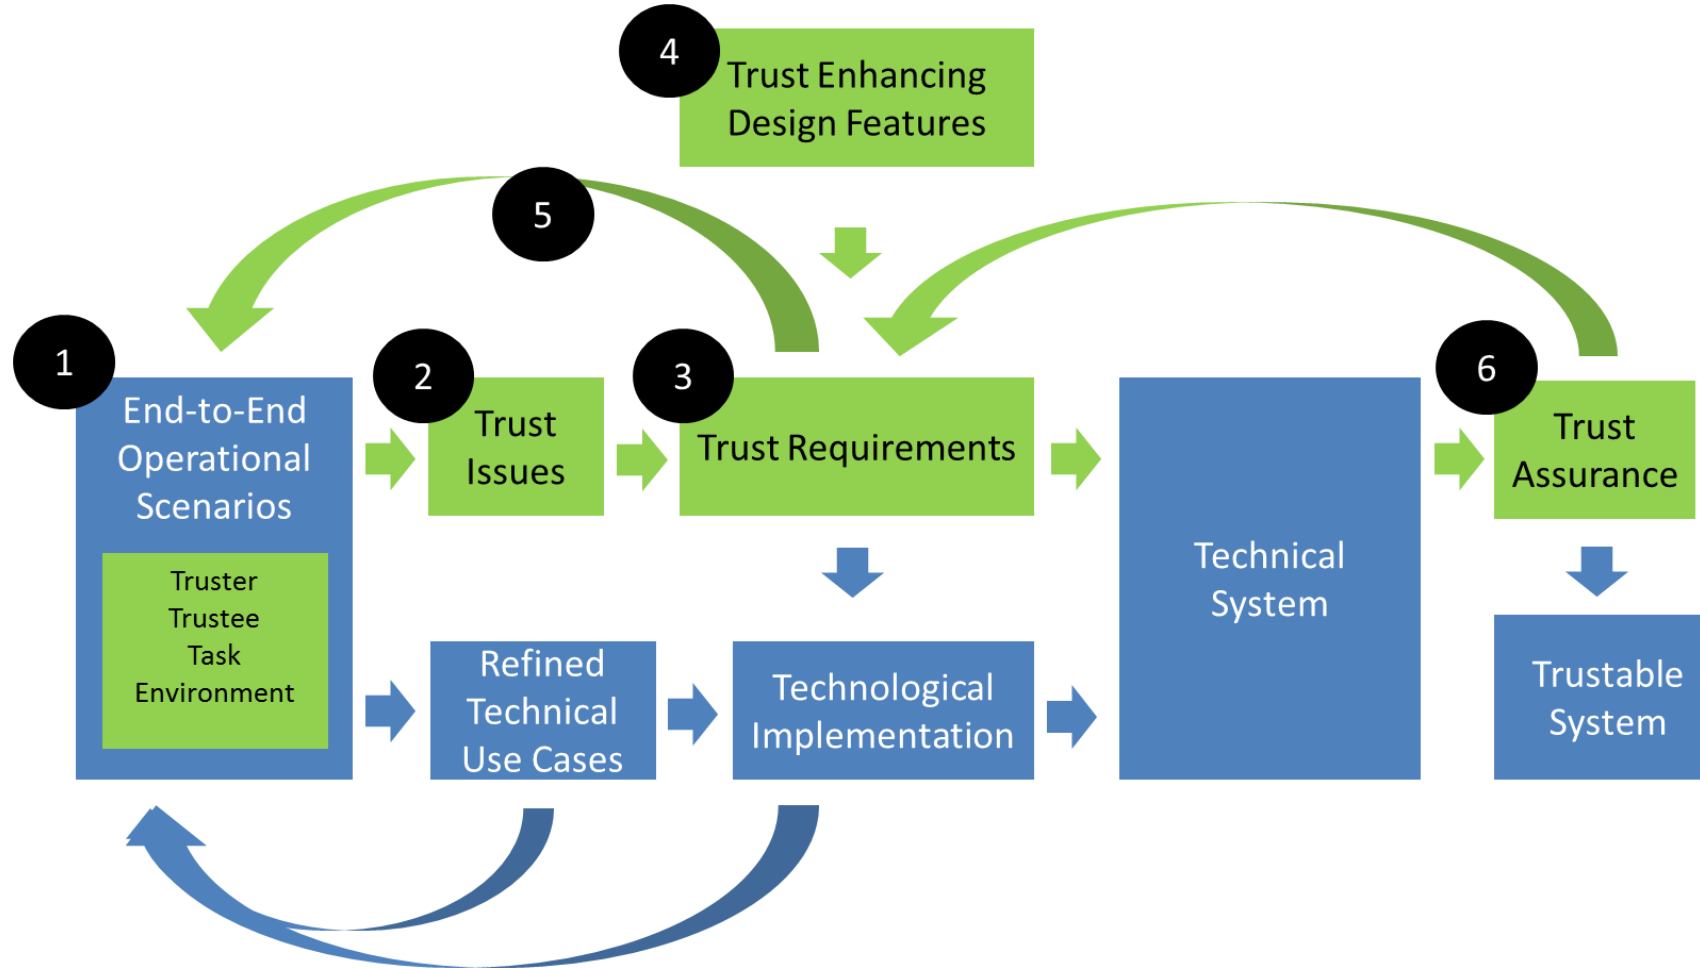 4
Trust Enhancing
Design Features
5
1
End-to-End
Operational
Scenarios
Truster
Trustee
Task
Environment
2
Trust
Issues
3
Trust Requirements
Technical
System
6
Trust
Assurance
Refined
Technical
Use Cases
Technological
Implementation
Trustable
System